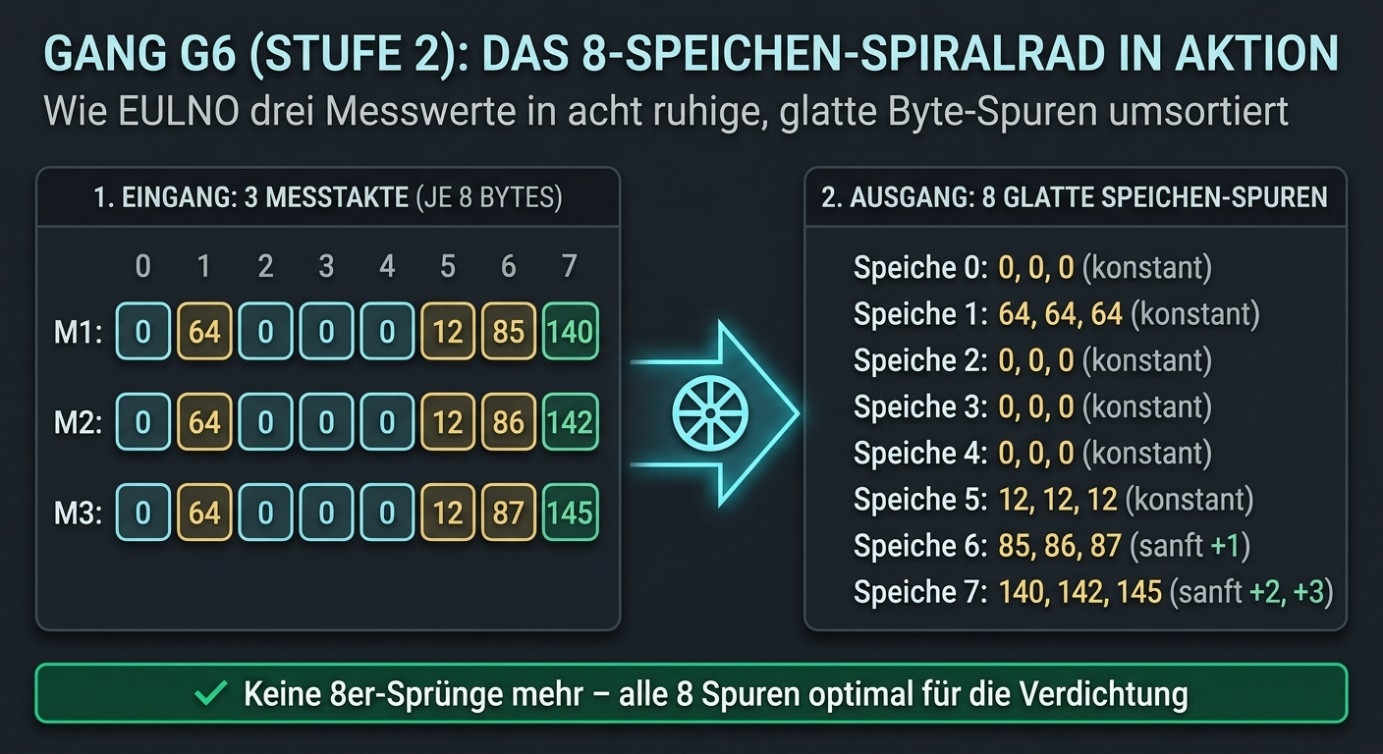 GANG G6 (STUFE 2): DAS 8-SPEICHEN-SPIRALRAD IN AKTION
Wie EULNO drei Messwerte in acht ruhige, glatte Byte-Spuren umsortiert
1. EINGANG: 3 MESSTAKTE (JE 8 BYTES)
0 1 2 3 4 5 6 7
M1: 0 64 0 0 0 12 85 140
M2: 0 64 0 0 0 12 86 142
M3: 0 64 0 0 0 12 87 145
2. AUSGANG: 8 GLATTE SPEICHEN-SPUREN
Speiche 0: 0, 0, 0 (konstant)
Speiche 1: 64, 64, 64 (konstant)
Speiche 2: 0, 0, 0 (konstant)
Speiche 3: 0, 0, 0 (konstant)
Speiche 4: 0, 0, 0 (konstant)
Speiche 5: 12, 12, 12 (konstant)
Speiche 6: 85, 86, 87 (sanft +1)
Speiche 7: 140, 142, 145 (sanft +2, +3)
✓ Keine 8er-Sprünge mehr – alle 8 Spuren optimal für die Verdichtung